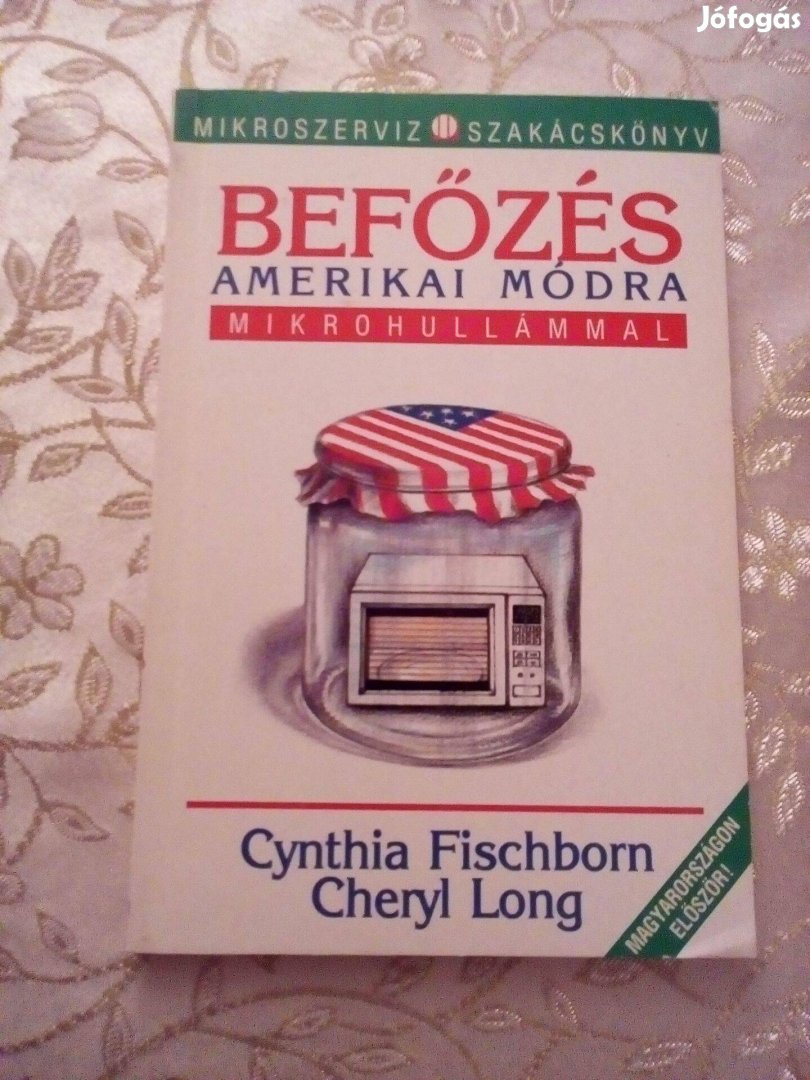 Jófogás
MIKROSZERVIZ SZAKÁCSKÖNYV
BEFŐZÉS
AMERIKAI MÓDRA
MIKROHULLÁMMAL
Cynthia Fischborn
Cheryl Long
MAGYARORSZÁGON
ELŐSZÖR!